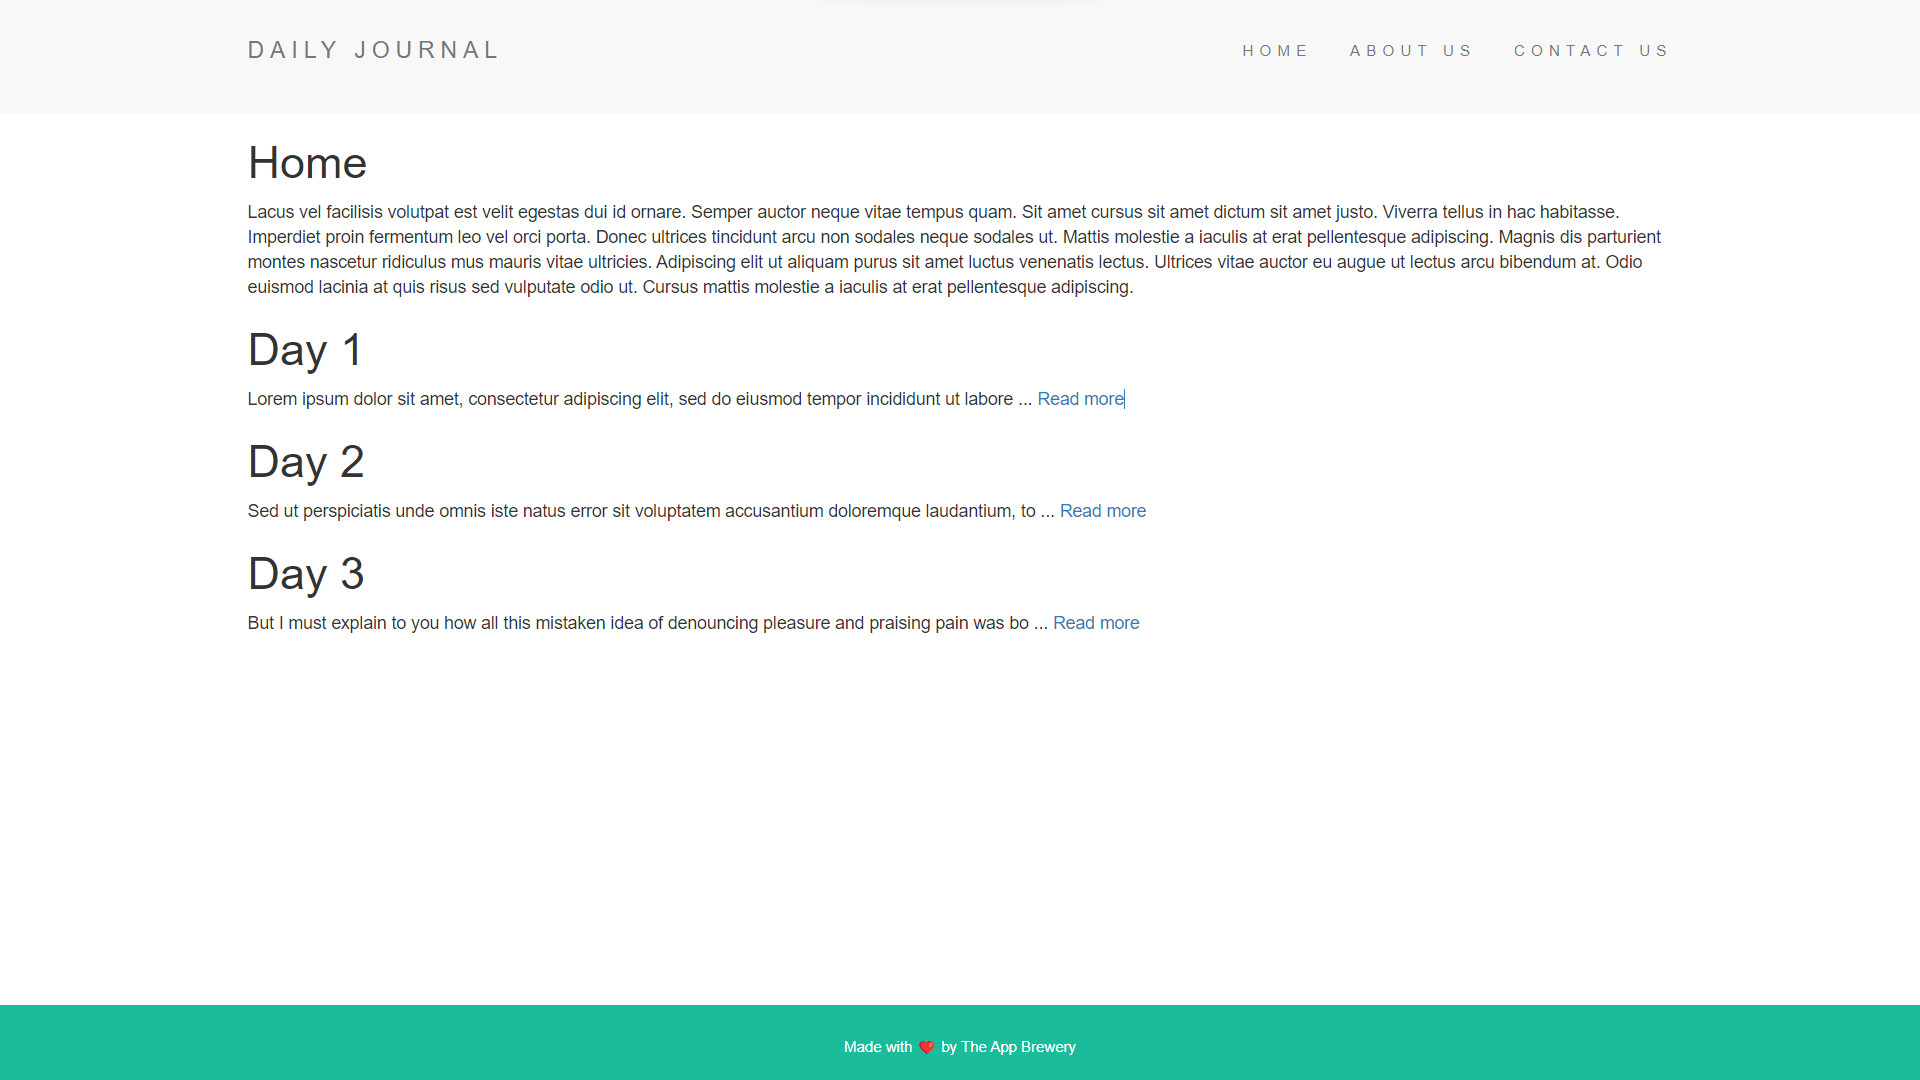 DAILY JOURNAL
HOME ABOUT US CONTACT US
Home
Lacus vel facilisis volutpat est velit egestas dui id ornare. Semper auctor neque vitae tempus quam. Sit amet cursus sit amet dictum sit amet justo. Viverra tellus in hac habitasse.
Imperdiet proin fermentum leo vel orci porta. Donec ultrices tincidunt arcu non sodales neque sodales ut. Mattis molestie a iaculis at erat pellentesque adipiscing. Magnis dis parturient
montes nascetur ridiculus mus mauris vitae ultricies. Adipiscing elit ut aliquam purus sit amet luctus venenatis lectus. Ultrices vitae auctor eu augue ut lectus arcu bibendum at. Odio
euismod lacinia at quis risus sed vulputate odio ut. Cursus mattis molestie a iaculis at erat pellentesque adipiscing.
Day 1
Lorem ipsum dolor sit amet, consectetur adipiscing elit, sed do eiusmod tempor incididunt ut labore ... Read more
Day 2
Sed ut perspiciatis unde omnis iste natus error sit voluptatem accusantium doloremque laudantium, to ... Read more
Day 3
But I must explain to you how all this mistaken idea of denouncing pleasure and praising pain was bo ... Read more
Made with ❤️ by The App Brewery